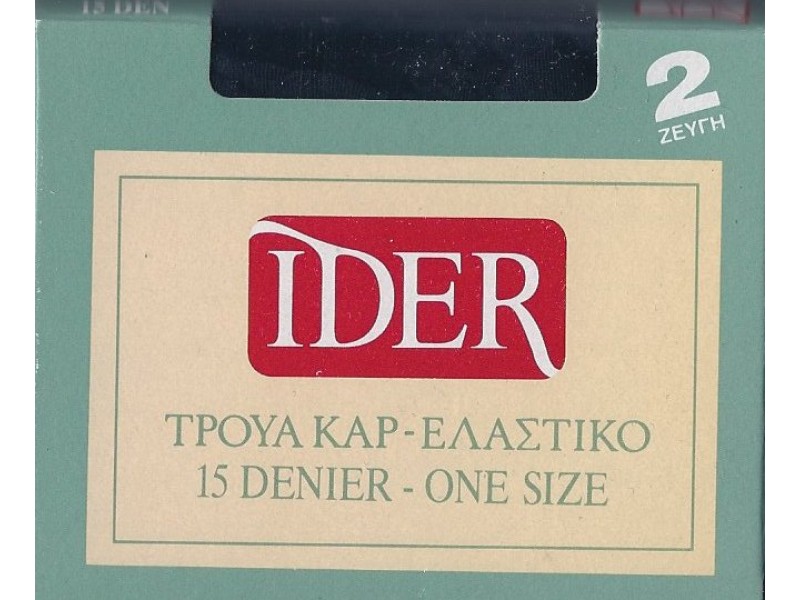 15 DEN
2
ΖΕΥΓΗ
IDER
ΤΡΟΥΑ ΚΑΡ-ΕΛΑΣΤΙΚΟ
15 DENIER - ONE SIZE